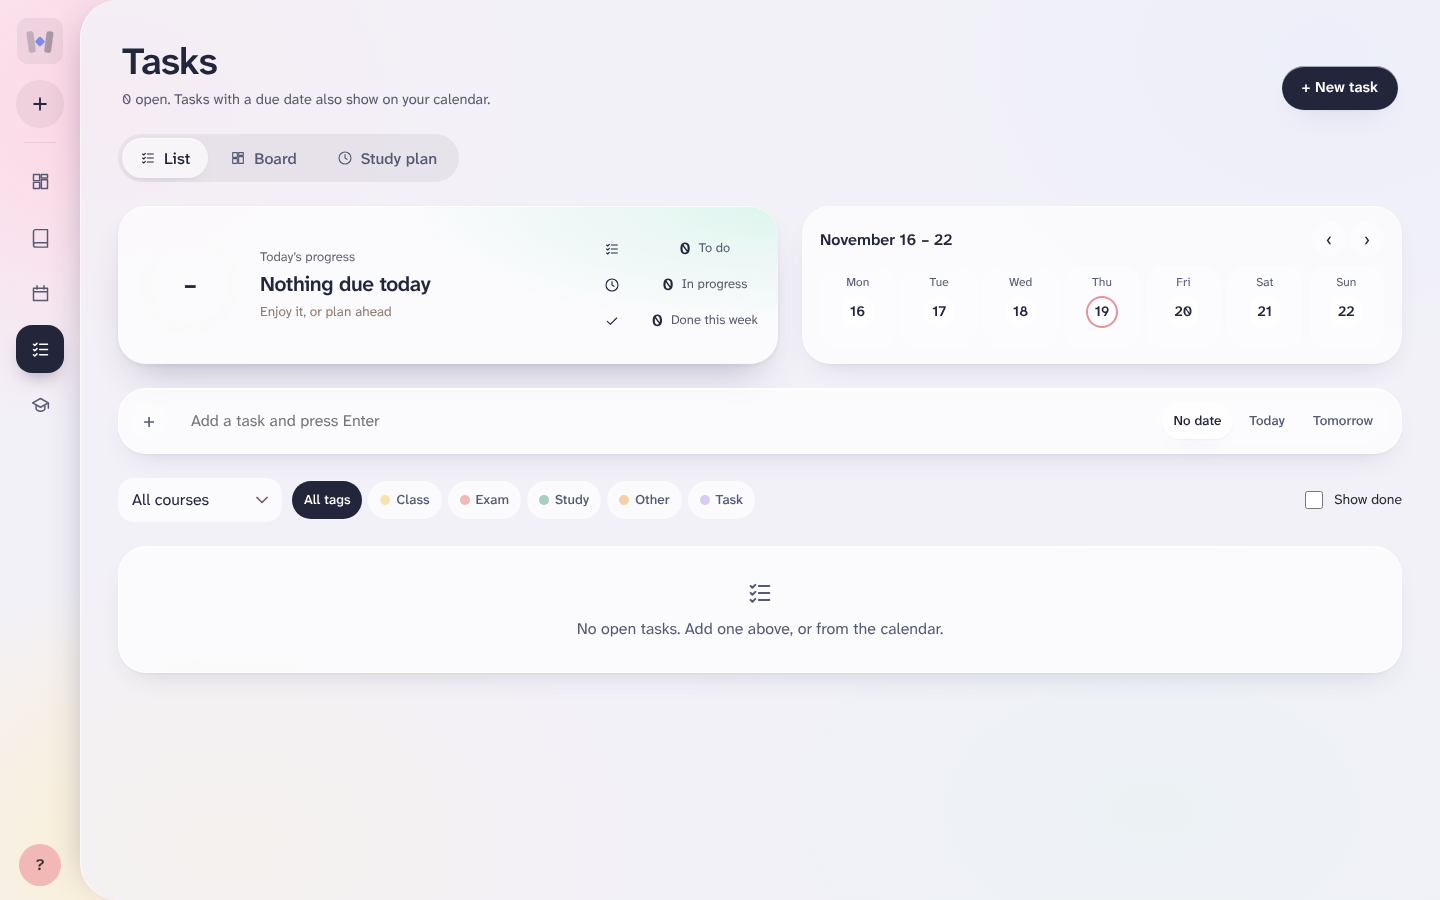 Tasks
0 open. Tasks with a due date also show on your calendar.
+ New task
List
Board
Study plan
Today's progress
Nothing due today
Enjoy it, or plan ahead
0 To do
0 In progress
0 Done this week
November 16 – 22
Mon Tue Wed Thu Fri Sat Sun
16 17 18 19 20 21 22
+ Add a task and press Enter
No date Today Tomorrow
All courses
All tags
Class
Exam
Study
Other
Task
Show done
No open tasks. Add one above, or from the calendar.
?